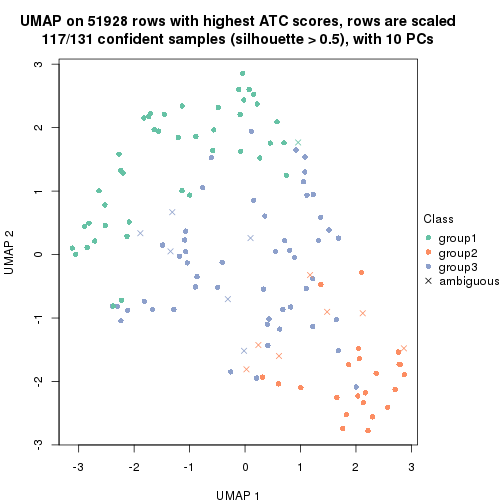 UMAP on 51928 rows with highest ATC scores, rows are scaled
117/131 confident samples (silhouette > 0.5), with 10 PCs
3
2
1
0
-1
-2
-3
UMAP 2
-3
-2
-1
0
1
2
3
UMAP 1
Class
group1
group2
group3
ambiguous